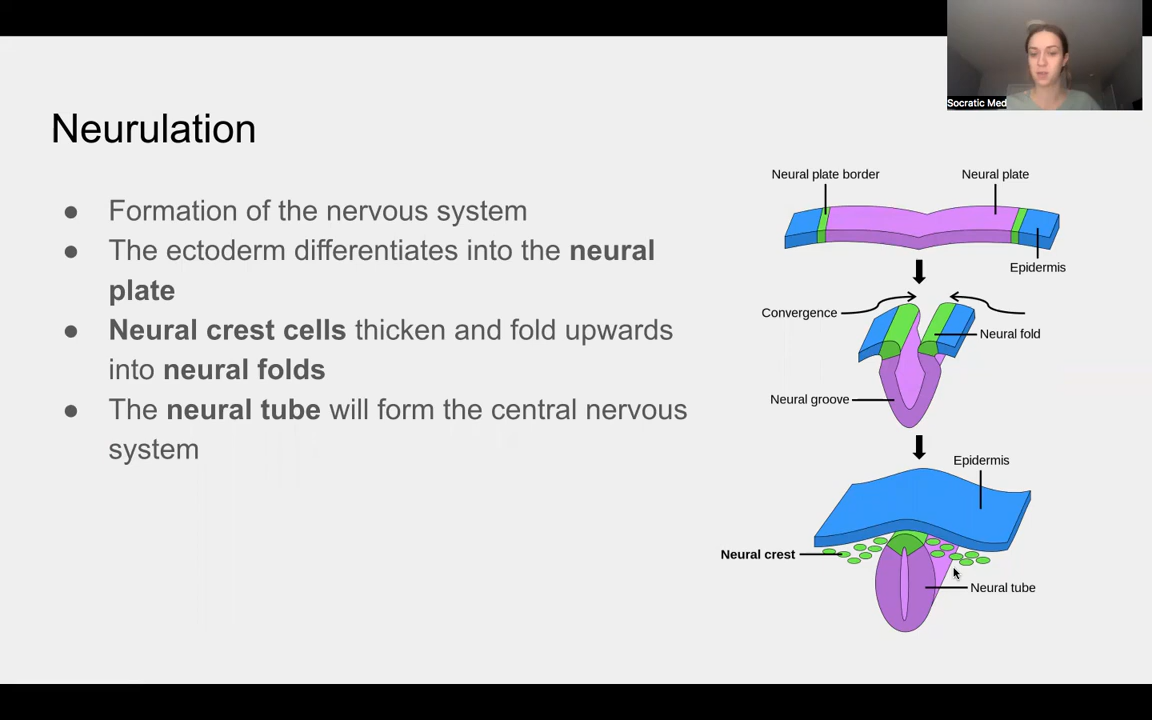 Socratic Med
Neurulation
● Formation of the nervous system
● The ectoderm differentiates into the neural
plate
● Neural crest cells thicken and fold upwards
into neural folds
● The neural tube will form the central nervous
system
Neural plate border
Neural plate
Epidermis
Convergence
Neural fold
Neural groove
Epidermis
Neural crest
Neural tube